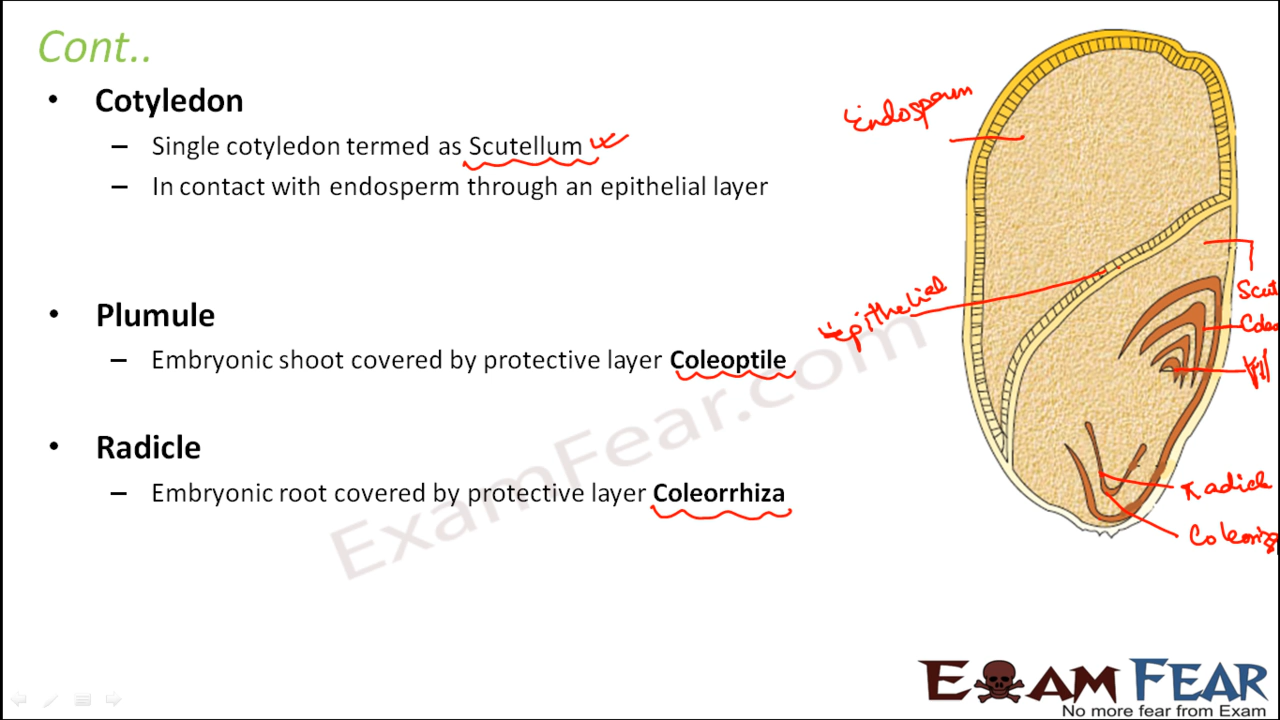 Cont..
• Cotyledon
– Single cotyledon termed as Scutellum
– In contact with endosperm through an epithelial layer
• Plumule
– Embryonic shoot covered by protective layer Coleoptile
• Radicle
– Embryonic root covered by protective layer Coleorrhiza
Endosperm
Epithelial
Scut
Coleo
Radicle
ExamFear.com
EXAM FEAR
No more fear from Exam